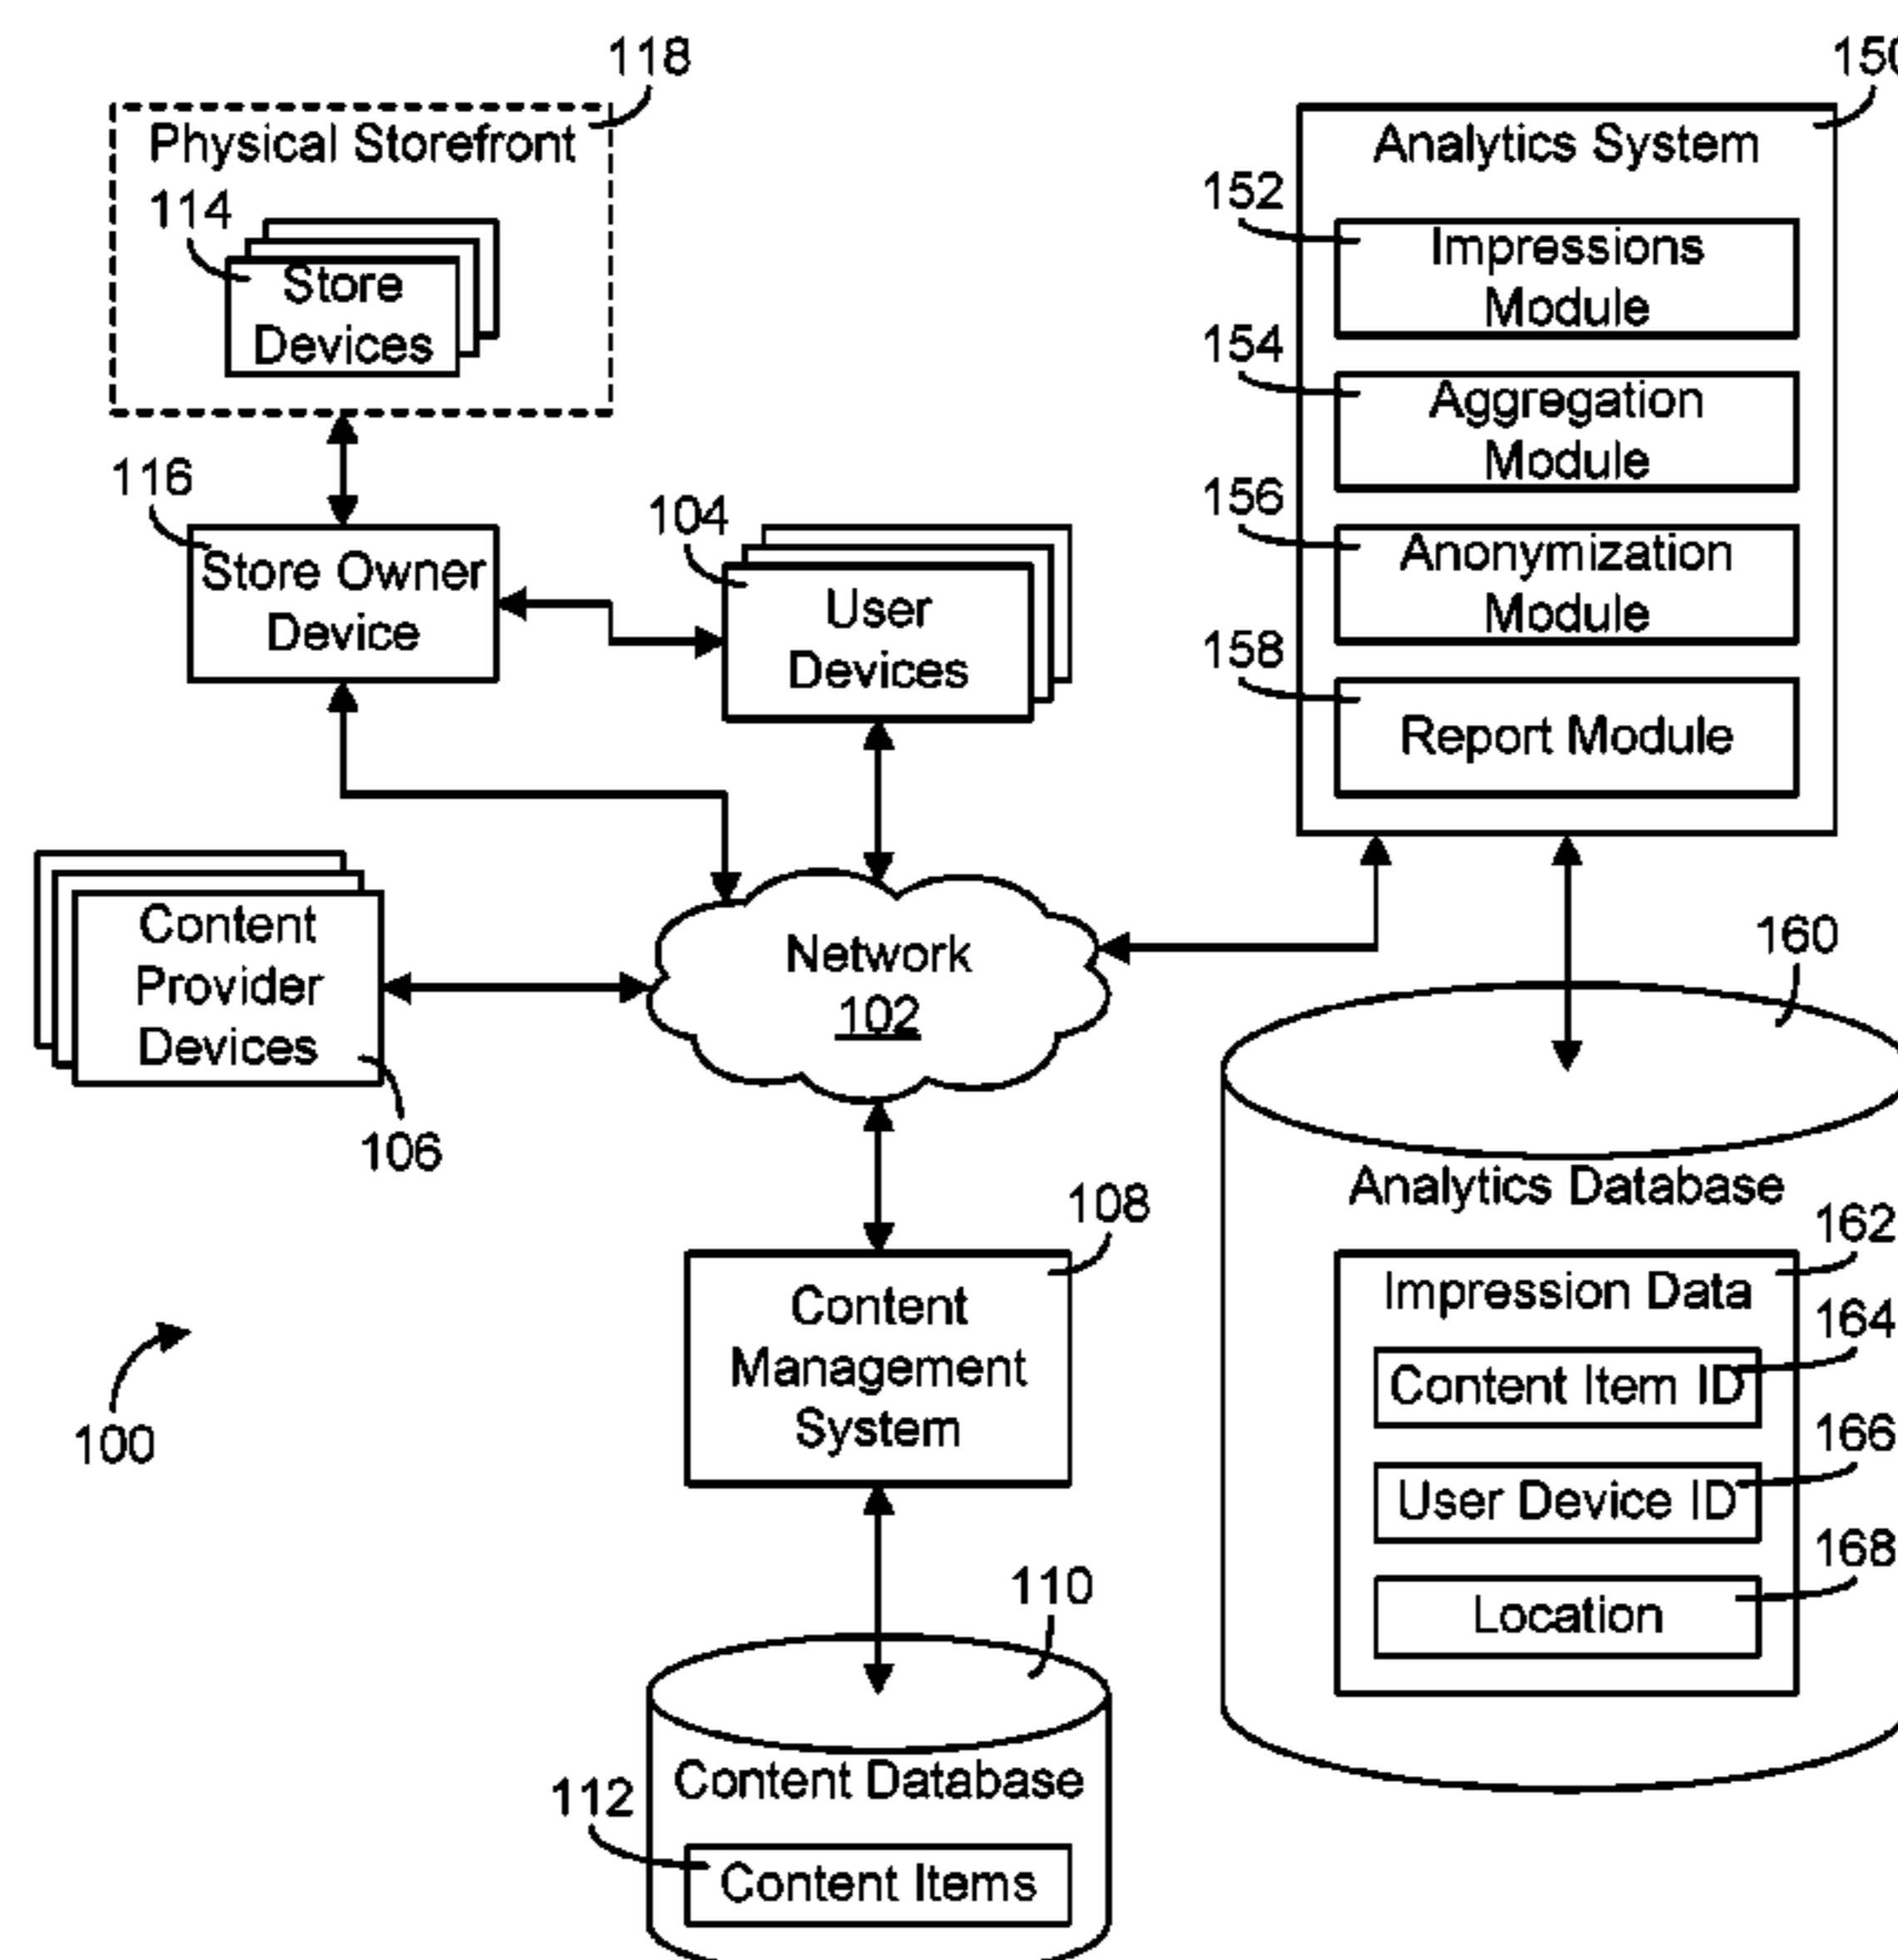 118
Physical Storefront
114
Store
Devices
116
Store Owner
Device
104
User
Devices
Content
Provider
Devices
106
Network
102
108
Content
Management
System
100
110
Content Database
112
Content Items
150
Analytics System
152
Impressions
Module
154
Aggregation
Module
156
Anonymization
Module
158
Report Module
160
Analytics Database
162
Impression Data
164
Content Item ID
166
User Device ID
168
Location